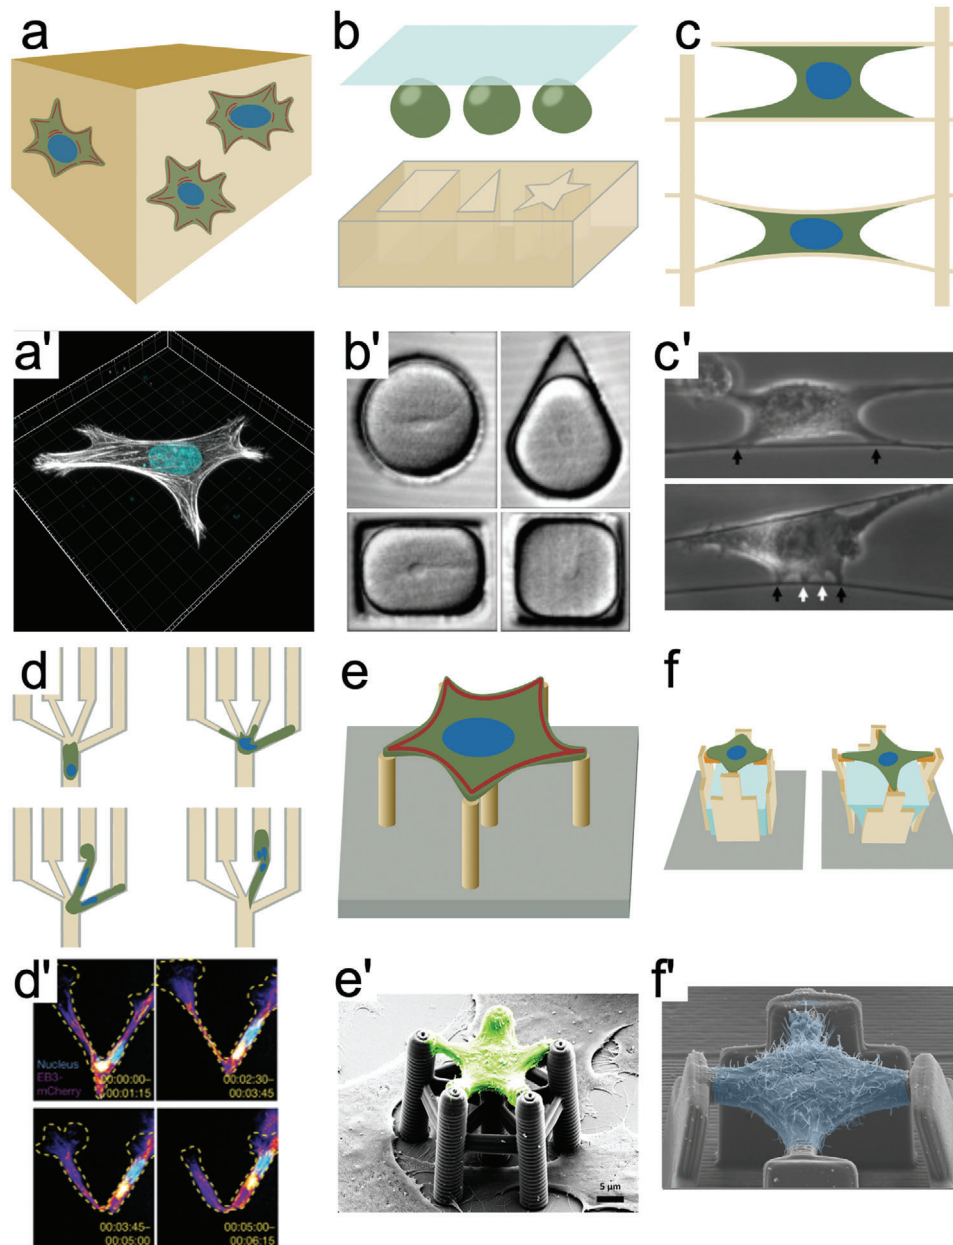 a
b
c
a'
b'
c'
d
e
f
d'
Nucleus
EB3-
mCherry
00:00:00–
00:01:15
00:02:30–
00:03:45
00:03:45–
00:05:00
00:05:00–
00:06:15
e'
5 µm
f'